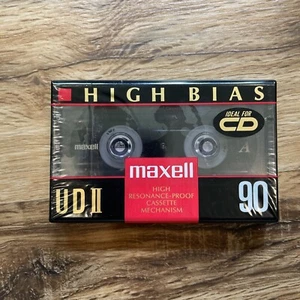 HIGH BIAS
IDEAL FOR
CD
maxell
A
maxell
HIGH
RESONANCE-PROOF
CASSETTE
MECHANISM
UDII
90